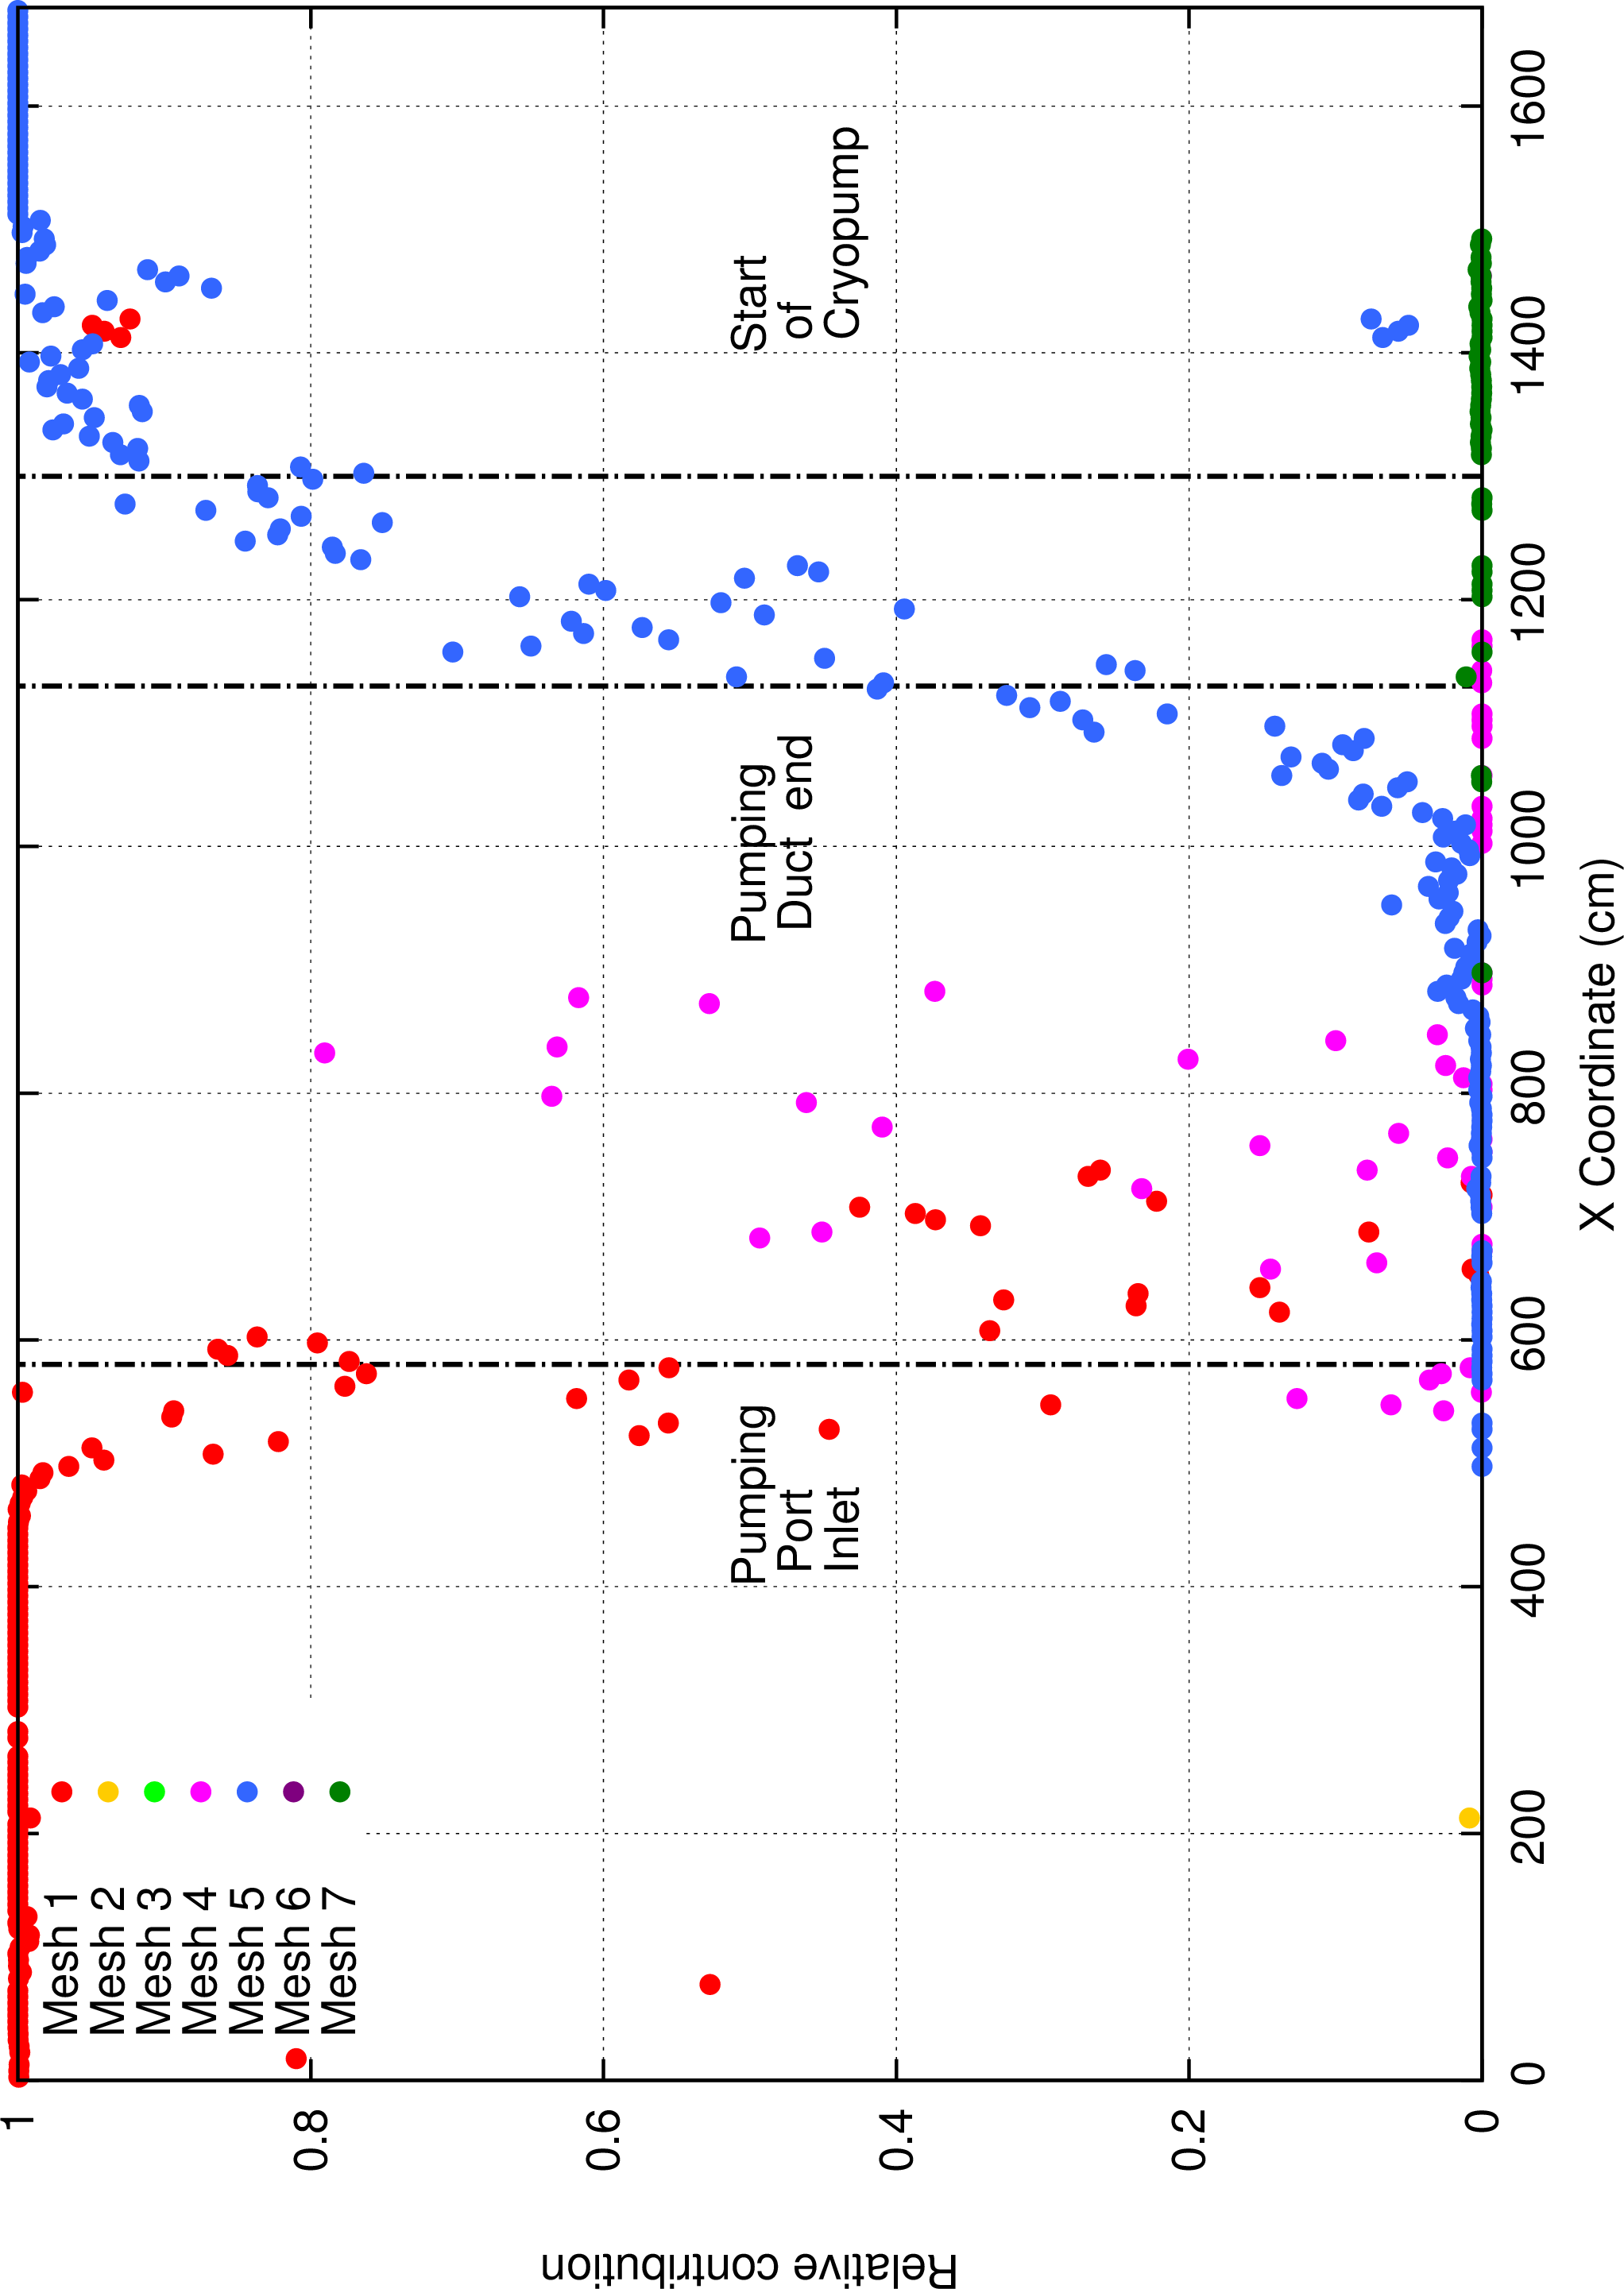 Relative contribution
1
0.8
0.6
0.4
0.2
0
Mesh 1
Mesh 2
Mesh 3
Mesh 4
Mesh 5
Mesh 6
Mesh 7
Pumping
Port
Inlet
Pumping
Duct end
Start
of
Cryopump
0 200 400 600 800 1000 1200 1400 1600
X Coordinate (cm)